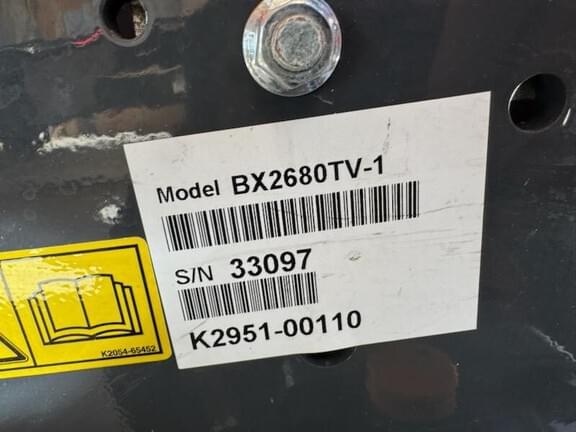 Model BX2680TV-1
S/N 33097
K2951-00110
K2054-65452